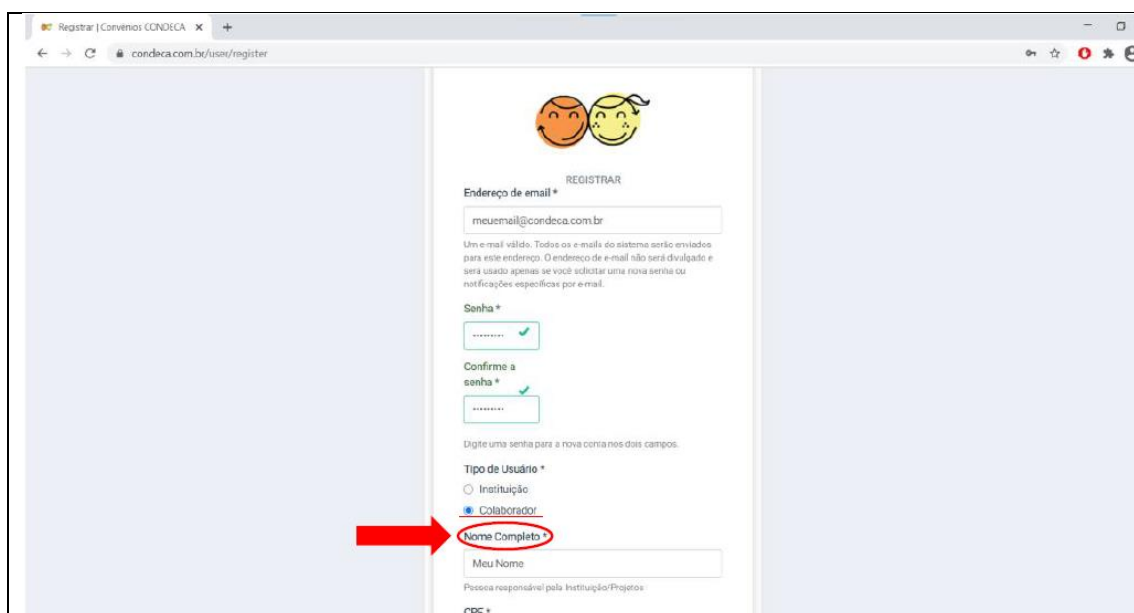 Registrar | Convênios CONDECA
condeca.com.br/user/register
REGISTRAR
Endereço de email *
meuemail@condeca.com.br
Um e-mail válido. Todos os e-mails do sistema serão enviados
para este endereço. O endereço de e-mail não será divulgado e
será usado apenas se você solicitar uma nova senha ou
notificações específicas por e-mail.
Senha *
Confirme a
senha *
Digite uma senha para a nova conta nos dois campos.
Tipo de Usuário *
Instituição
Colaborador
Nome Completo *
Meu Nome
Pessoa responsável pela Instituição/Projetos
CPF *